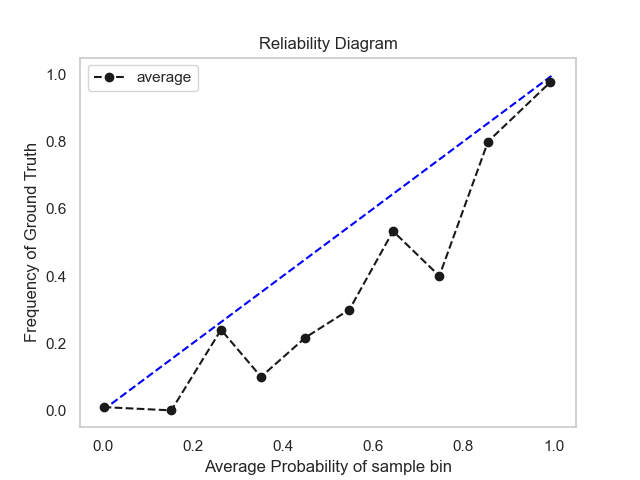 Reliability Diagram
average
Frequency of Ground Truth
1.0
0.8
0.6
0.4
0.2
0.0
0.0 0.2 0.4 0.6 0.8 1.0
Average Probability of sample bin